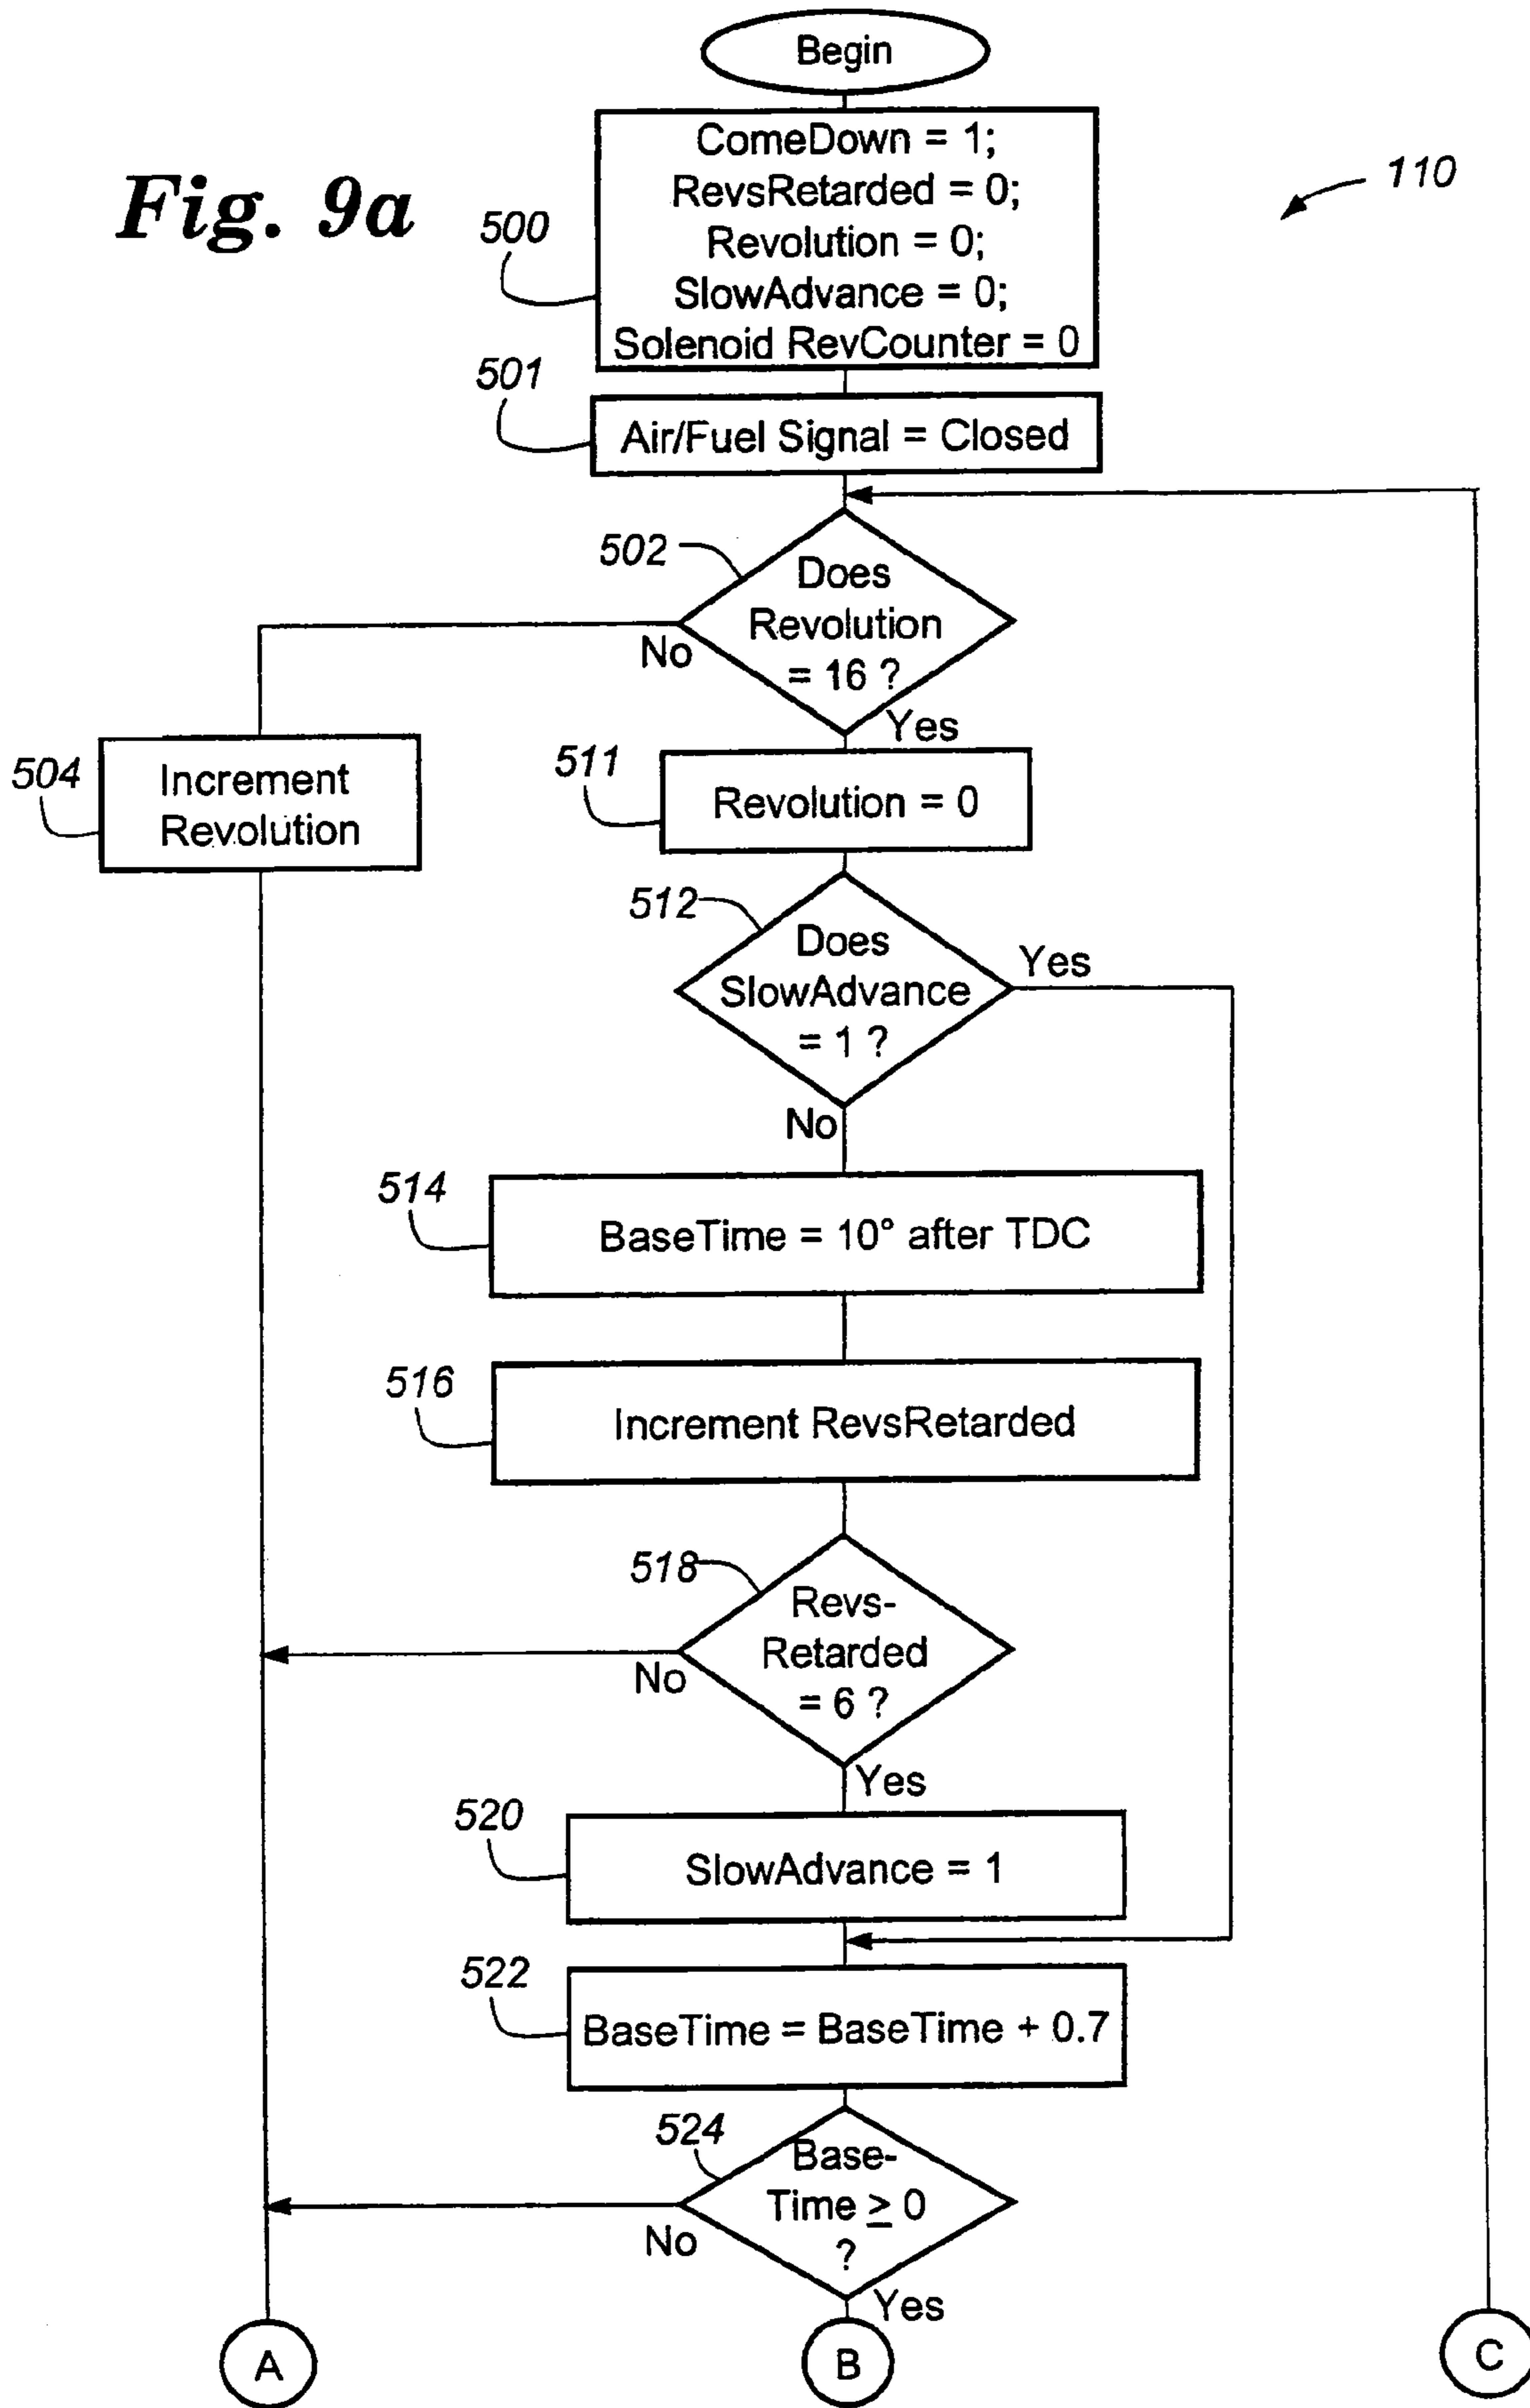 Begin
Fig. 9a
110
500
ComeDown = 1;
RevsRetarded = 0;
Revolution = 0;
SlowAdvance = 0;
Solenoid RevCounter = 0
501
Air/Fuel Signal = Closed
502
Does
Revolution
= 16 ?
No
Yes
504
Increment
Revolution
511
Revolution = 0
512
Does
SlowAdvance
= 1 ?
Yes
No
514
BaseTime = 10° after TDC
516
Increment RevsRetarded
518
Revs-
Retarded
= 6 ?
No
Yes
520
SlowAdvance = 1
522
BaseTime = BaseTime + 0.7
524
Base-
Time ≥ 0
?
No
Yes
A
B
C